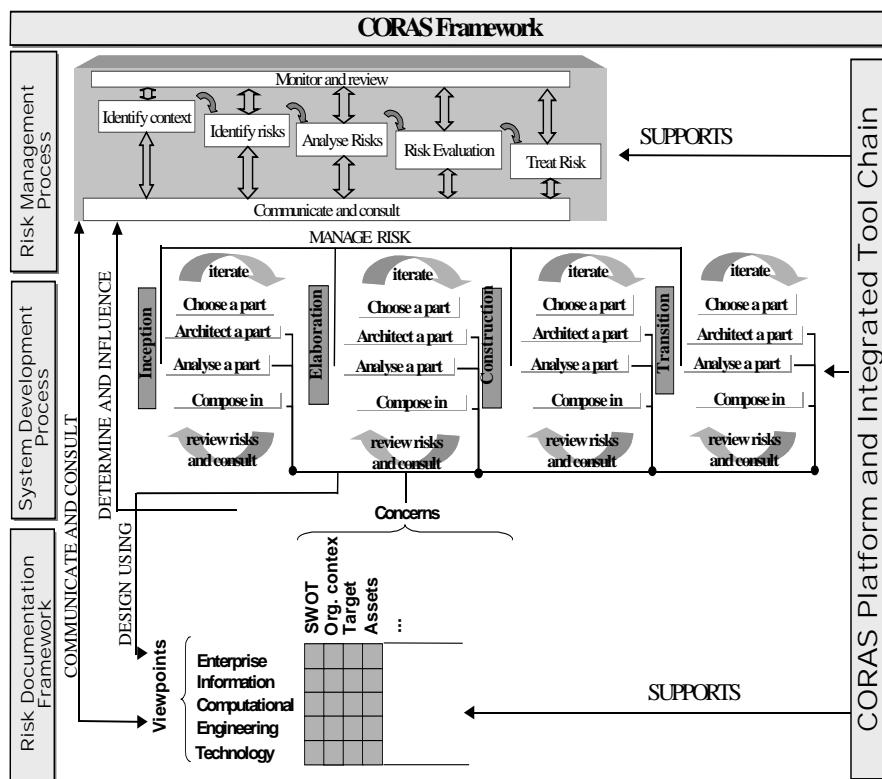 CORAS Framework
Risk Management
Process
Monitor and review
Identify context
Identify risks
Analyse Risks
Risk Evaluation
Treat Risk
Communicate and consult
SUPPORTS
CORAS Platform and Integrated Tool Chain
MANAGE RISK
System Development
Process
COMMUNICATE AND CONSULT
DETERMINE AND INFLUENCE
DESIGN USING
Inception
iterate
Choose a part
Architect a part
Analyse a part
Compose in
review risks
and consult
Elaboration
iterate
Choose a part
Architect a part
Analyse a part
Compose in
review risks
and consult
Construction
iterate
Choose a part
Architect a part
Analyse a part
Compose in
review risks
and consult
Transition
iterate
Choose a part
Architect a part
Analyse a part
Compose in
review risks
and consult
Risk Documentation
Framework
Concerns
SWOT
Org. contex
Target
Assets
...
Viewpoints
Enterprise
Information
Computational
Engineering
Technology
SUPPORTS